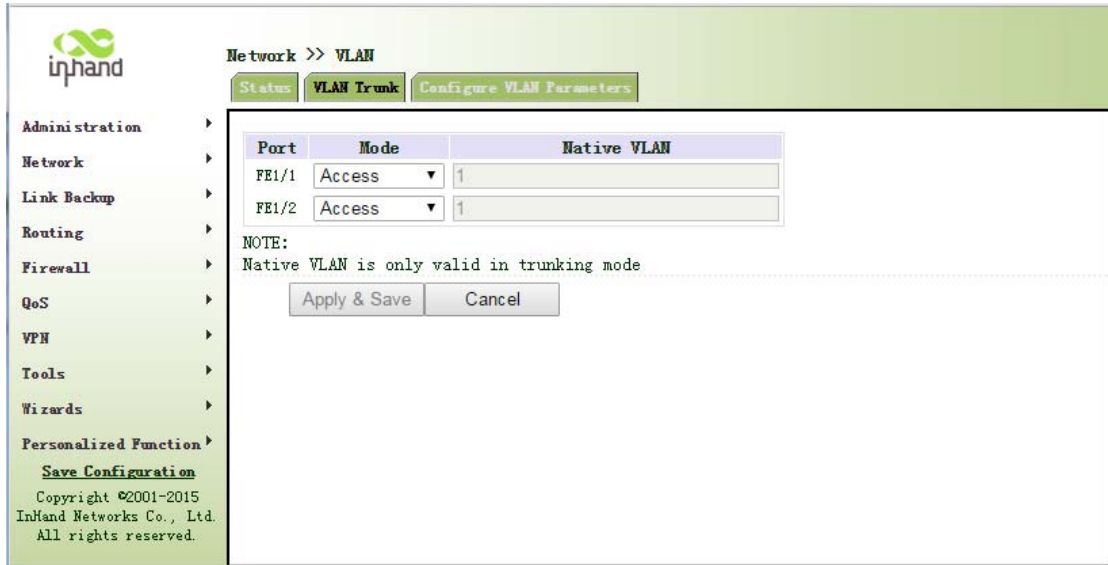 inhand
Network >> VLAN
Status VLAN Trunk Configure VLAN Parameters
Administration
Network
Link Backup
Routing
Firewall
QoS
VPN
Tools
Wizards
Personalized Function
Save Configuration
Copyright ©2001-2015
InHand Networks Co., Ltd.
All rights reserved.
Port Mode Native VLAN
FE1/1 Access 1
FE1/2 Access 1
NOTE:
Native VLAN is only valid in trunking mode
Apply & Save Cancel